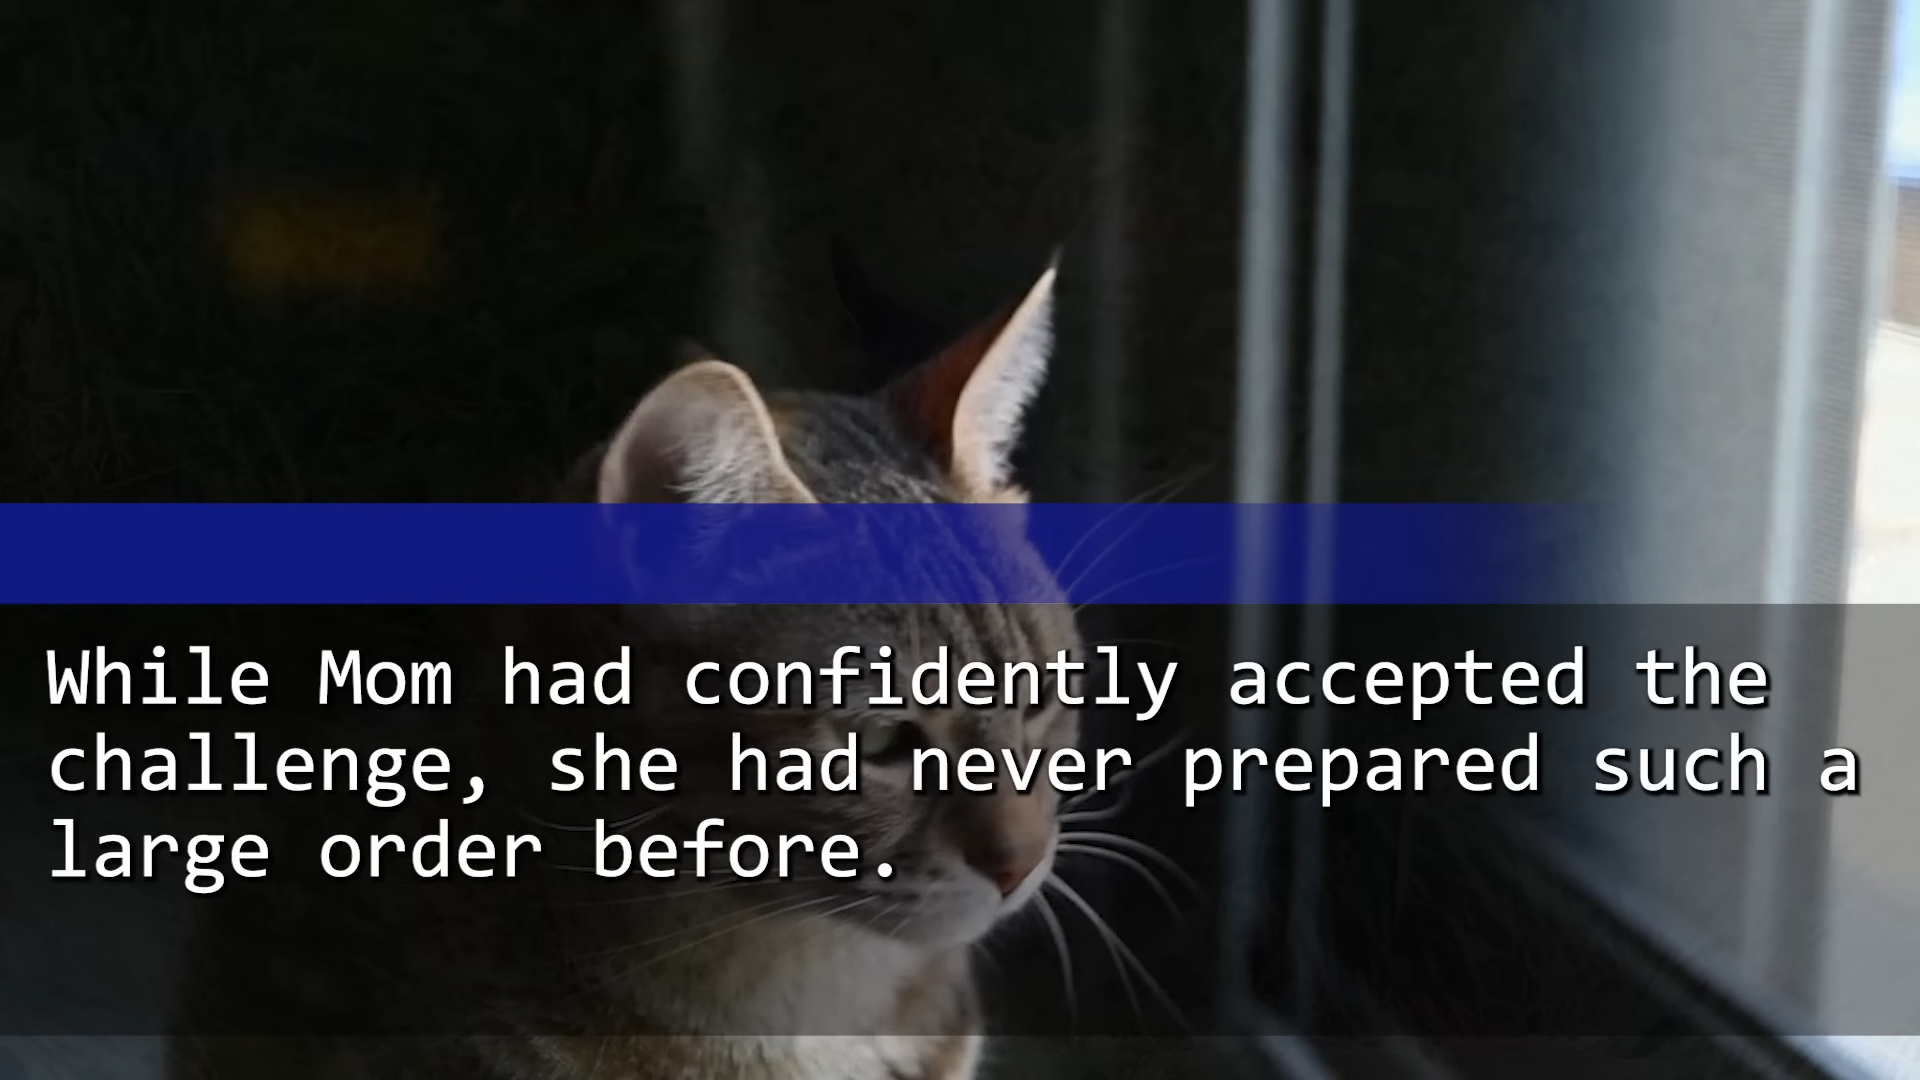 While Mom had confidently accepted the
challenge, she had never prepared such a
large order before.